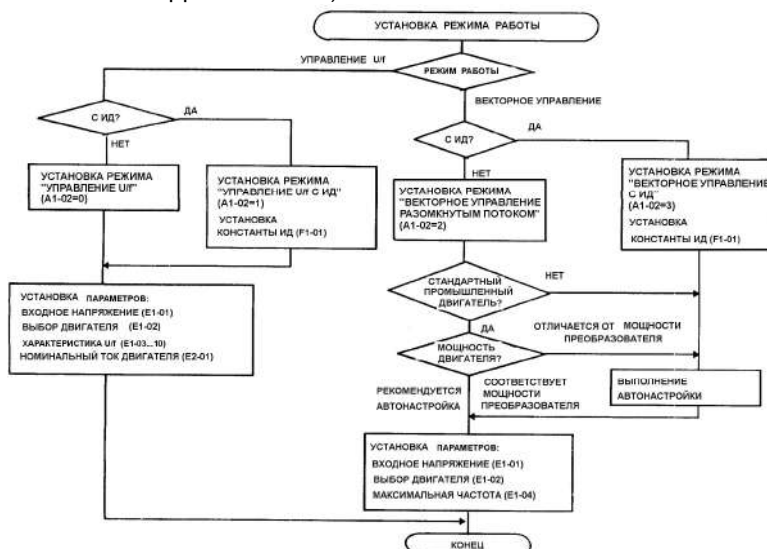 УСТАНОВКА РЕЖИМА РАБОТЫ
УПРАВЛЕНИЕ U/f
РЕЖИМ РАБОТЫ
ВЕКТОРНОЕ УПРАВЛЕНИЕ
С ИД?
ДА
НЕТ
УСТАНОВКА РЕЖИМА
"УПРАВЛЕНИЕ U/f"
(A1-02=0)
УСТАНОВКА РЕЖИМА
"УПРАВЛЕНИЕ U/f С ИД"
(A1-02=1)
УСТАНОВКА
КОНСТАНТЫ ИД (F1-01)
С ИД?
ДА
НЕТ
УСТАНОВКА РЕЖИМА
"ВЕКТОРНОЕ УПРАВЛЕНИЕ
РАЗОМКНУТЫМ ПОТОКОМ"
(A1-02=2)
УСТАНОВКА РЕЖИМА
"ВЕКТОРНОЕ УПРАВЛЕНИЕ
С ИД"
(A1-02=3)
УСТАНОВКА
КОНСТАНТЫ ИД (F1-01)
УСТАНОВКА ПАРАМЕТРОВ:
ВХОДНОЕ НАПРЯЖЕНИЕ (E1-01)
ВЫБОР ДВИГАТЕЛЯ (E1-02)
ХАРАКТЕРИСТИКА U/f (E1-03...10)
НОМИНАЛЬНЫЙ ТОК ДВИГАТЕЛЯ (E2-01)
СТАНДАРТНЫЙ
ПРОМЫШЛЕННЫЙ
ДВИГАТЕЛЬ?
НЕТ
ДА
МОЩНОСТЬ
ДВИГАТЕЛЯ?
ОТЛИЧАЕТСЯ ОТ МОЩНОСТИ
ПРЕОБРАЗОВАТЕЛЯ
РЕКОМЕНДУЕТСЯ
АВТОНАСТРОЙКА
СООТВЕТСТВУЕТ
МОЩНОСТИ
ПРЕОБРАЗОВАТЕЛЯ
ВЫПОЛНЕНИЕ
АВТОНАСТРОЙКИ
УСТАНОВКА ПАРАМЕТРОВ:
ВХОДНОЕ НАПРЯЖЕНИЕ (E1-01)
ВЫБОР ДВИГАТЕЛЯ (E1-02)
МАКСИМАЛЬНАЯ ЧАСТОТА (E1-04)
КОНЕЦ